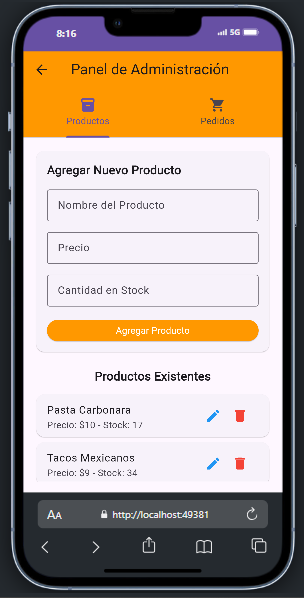 8:16
5G
Panel de Administración
Productos
Pedidos
Agregar Nuevo Producto
Nombre del Producto
Precio
Cantidad en Stock
Agregar Producto
Productos Existentes
Pasta Carbonara
Precio: $10 - Stock: 17
Tacos Mexicanos
Precio: $9 - Stock: 34
AA
http://localhost:49381